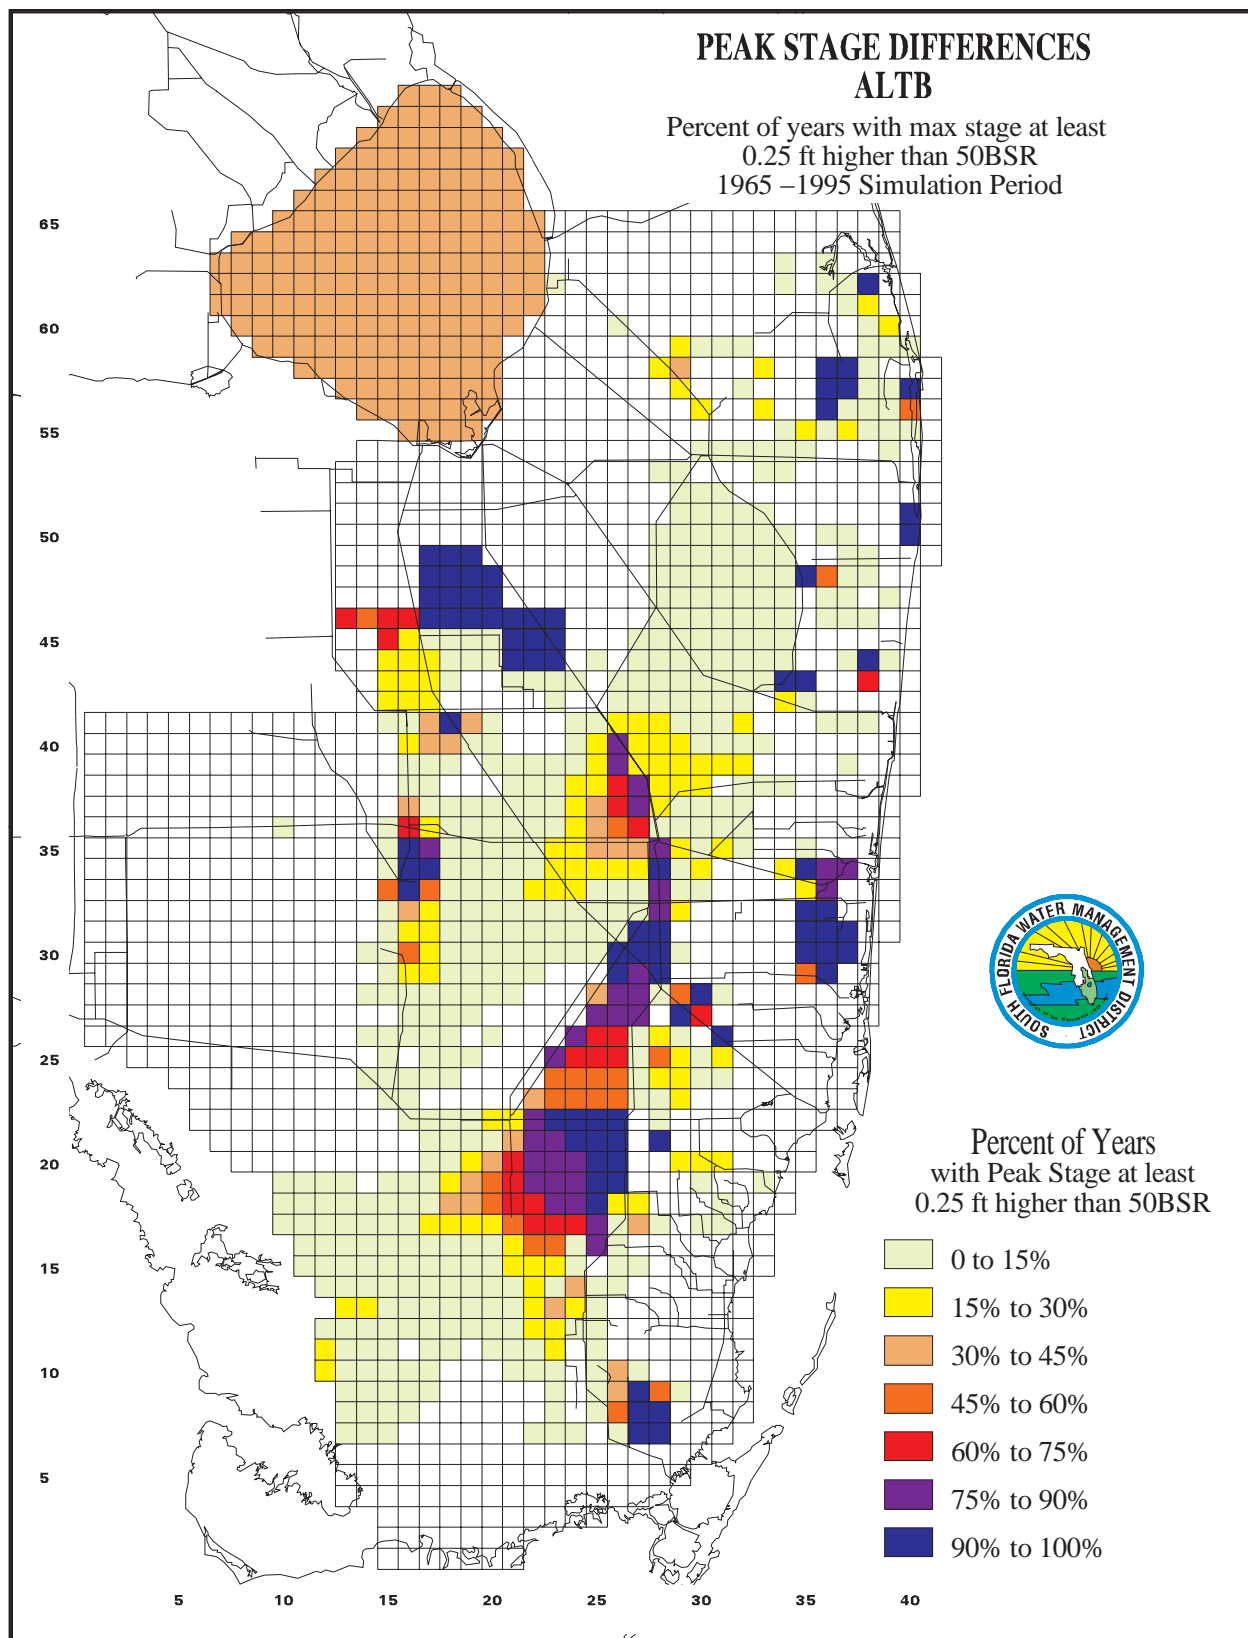 PEAK STAGE DIFFERENCES
ALTB
Percent of years with max stage at least
0.25 ft higher than 50BSR
1965 –1995 Simulation Period
65
60
55
50
45
40
35
30
25
20
15
10
5
SOUTH FLORIDA WATER MANAGEMENT DISTRICT
Percent of Years
with Peak Stage at least
0.25 ft higher than 50BSR
0 to 15%
15% to 30%
30% to 45%
45% to 60%
60% to 75%
75% to 90%
90% to 100%
5 10 15 20 25 30 35 40